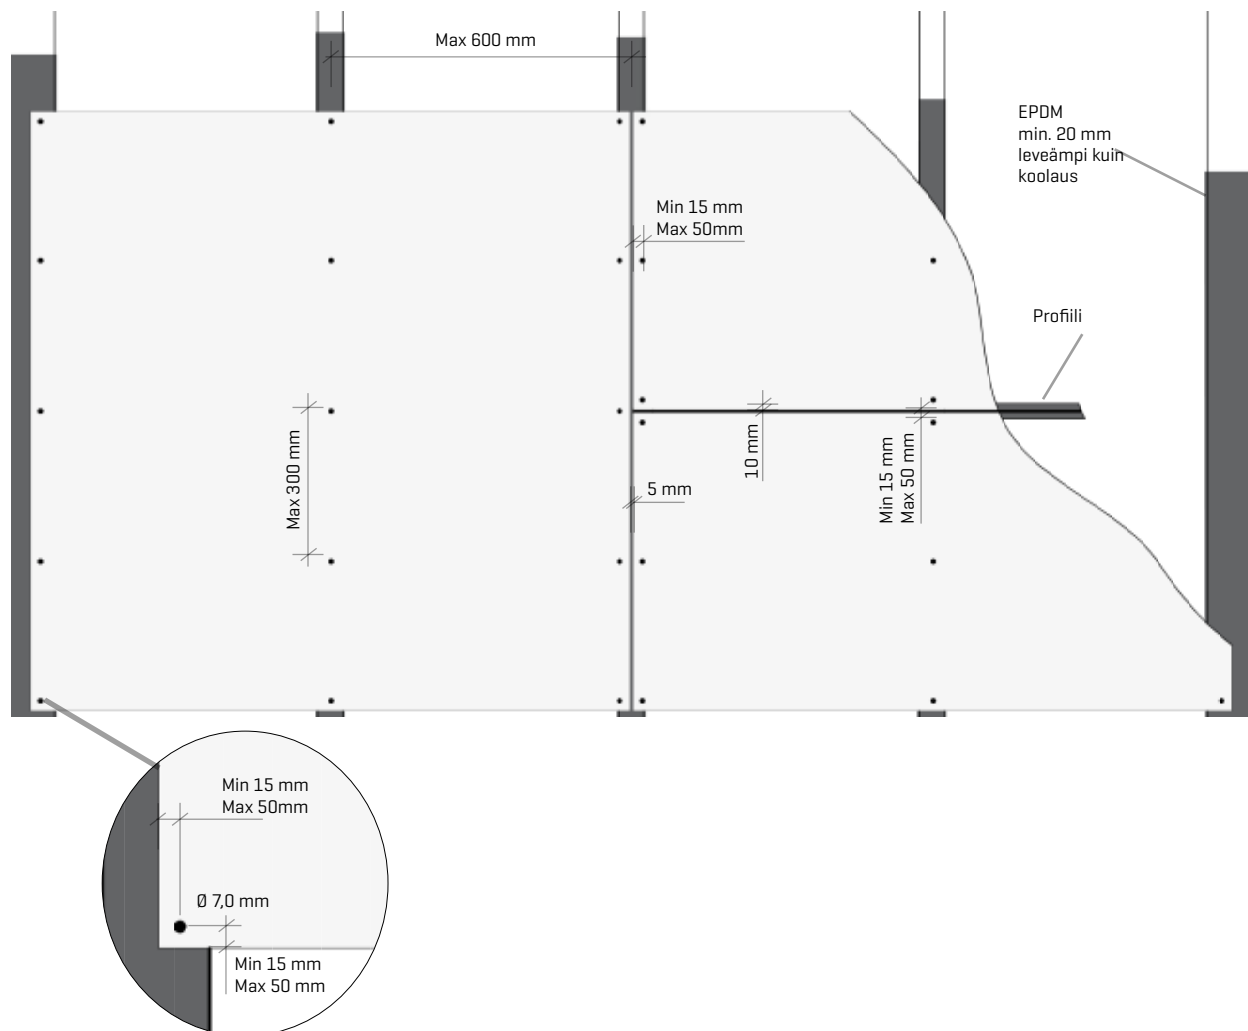 Max 600 mm
EPDM
min. 20 mm
leveämpi kuin
koolaus
Min 15 mm
Max 50mm
Profiili
Max 300 mm
10 mm
Min 15 mm
Max 50 mm
5 mm
Min 15 mm
Max 50mm
Ø 7,0 mm
Min 15 mm
Max 50 mm